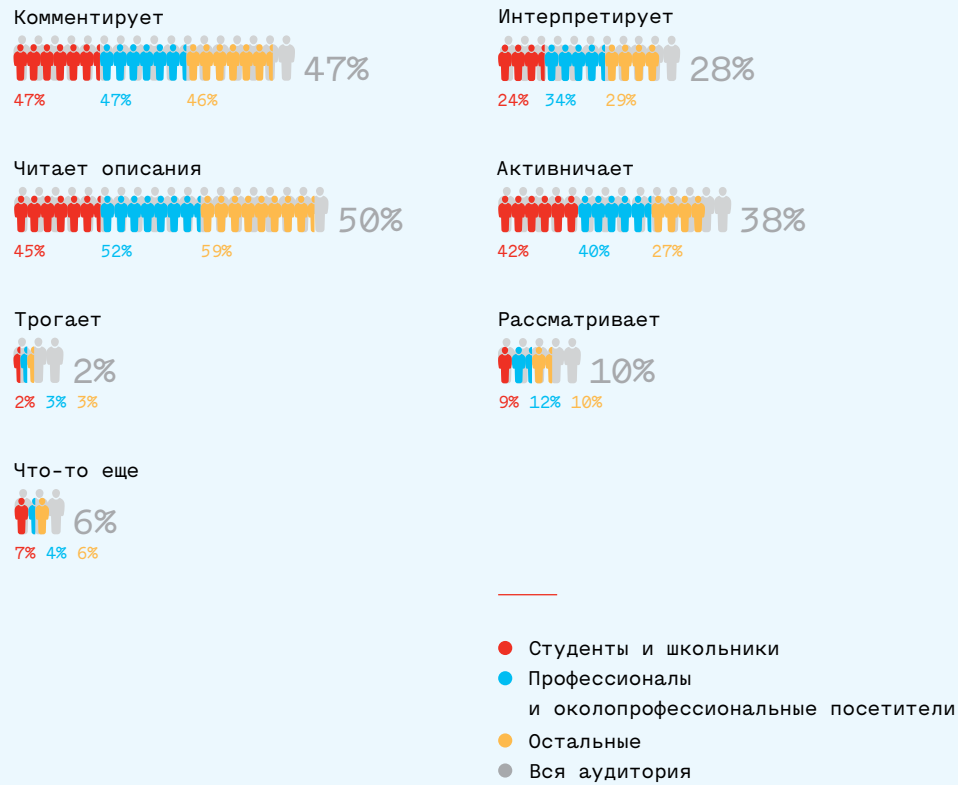 Комментирует
47%
47% 47% 46%
Интерпретирует
28%
24% 34% 29%
Читает описания
50%
45% 52% 59%
Активничает
38%
42% 40% 27%
Трогает
2%
2% 3% 3%
Рассматривает
10%
9% 12% 10%
Что-то еще
6%
7% 4% 6%
Студенты и школьники
Профессионалы
и околопрофессиональные посетители
Остальные
Вся аудитория